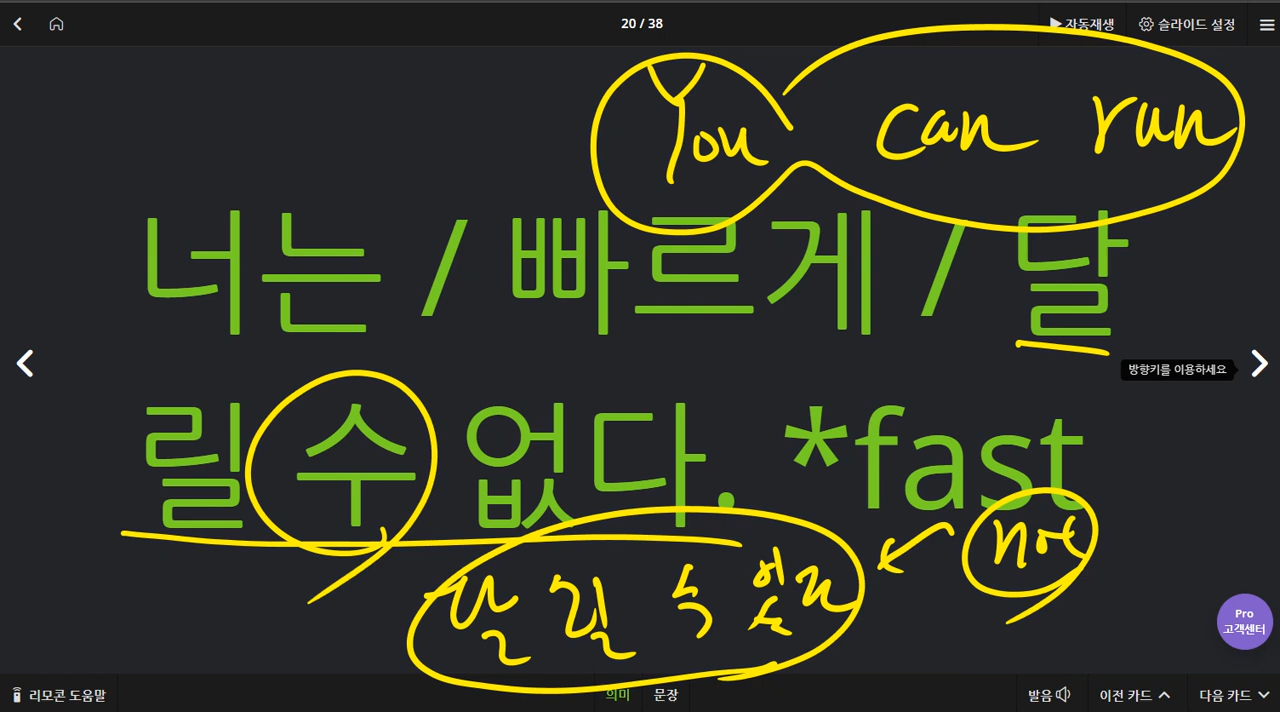 20 / 38
자동재생
슬라이드 설정
You can run
너는 / 빠르게 / 달
방향키를 이용하세요
릴 수 없다. *fast
not
달릴 수
Pro
고객센터
리모콘 도움말
의미
문장
발음
이전 카드
다음 카드